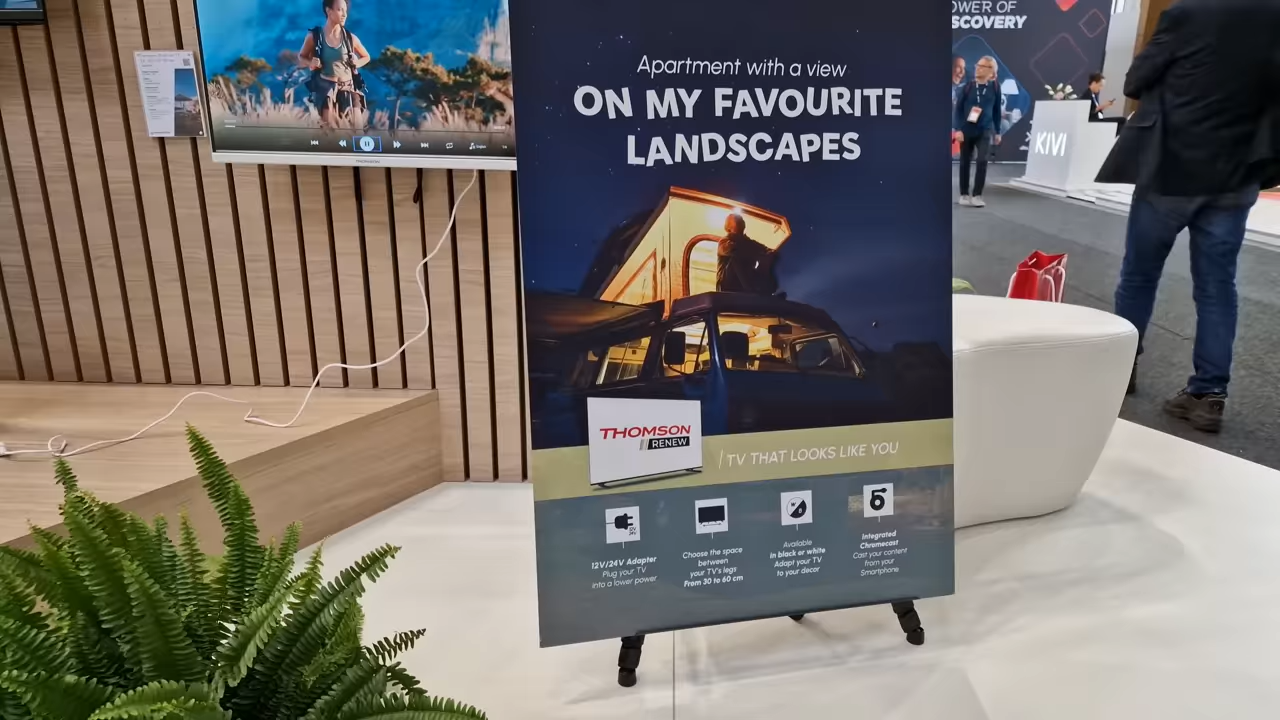 Apartment with a view
ON MY FAVOURITE
LANDSCAPES
THOMSON
RENEW
TV THAT LOOKS LIKE YOU
12V/24V Adapter
Plug your TV
into a lower power
Choose the space
between
your TV's legs
From 30 to 60 cm
Available
in black or white
Adapt your TV
to your decor
Integrated
Chromecast
Cast your content
from your
Smartphone
OWER OF
SCOVERY
KIVI